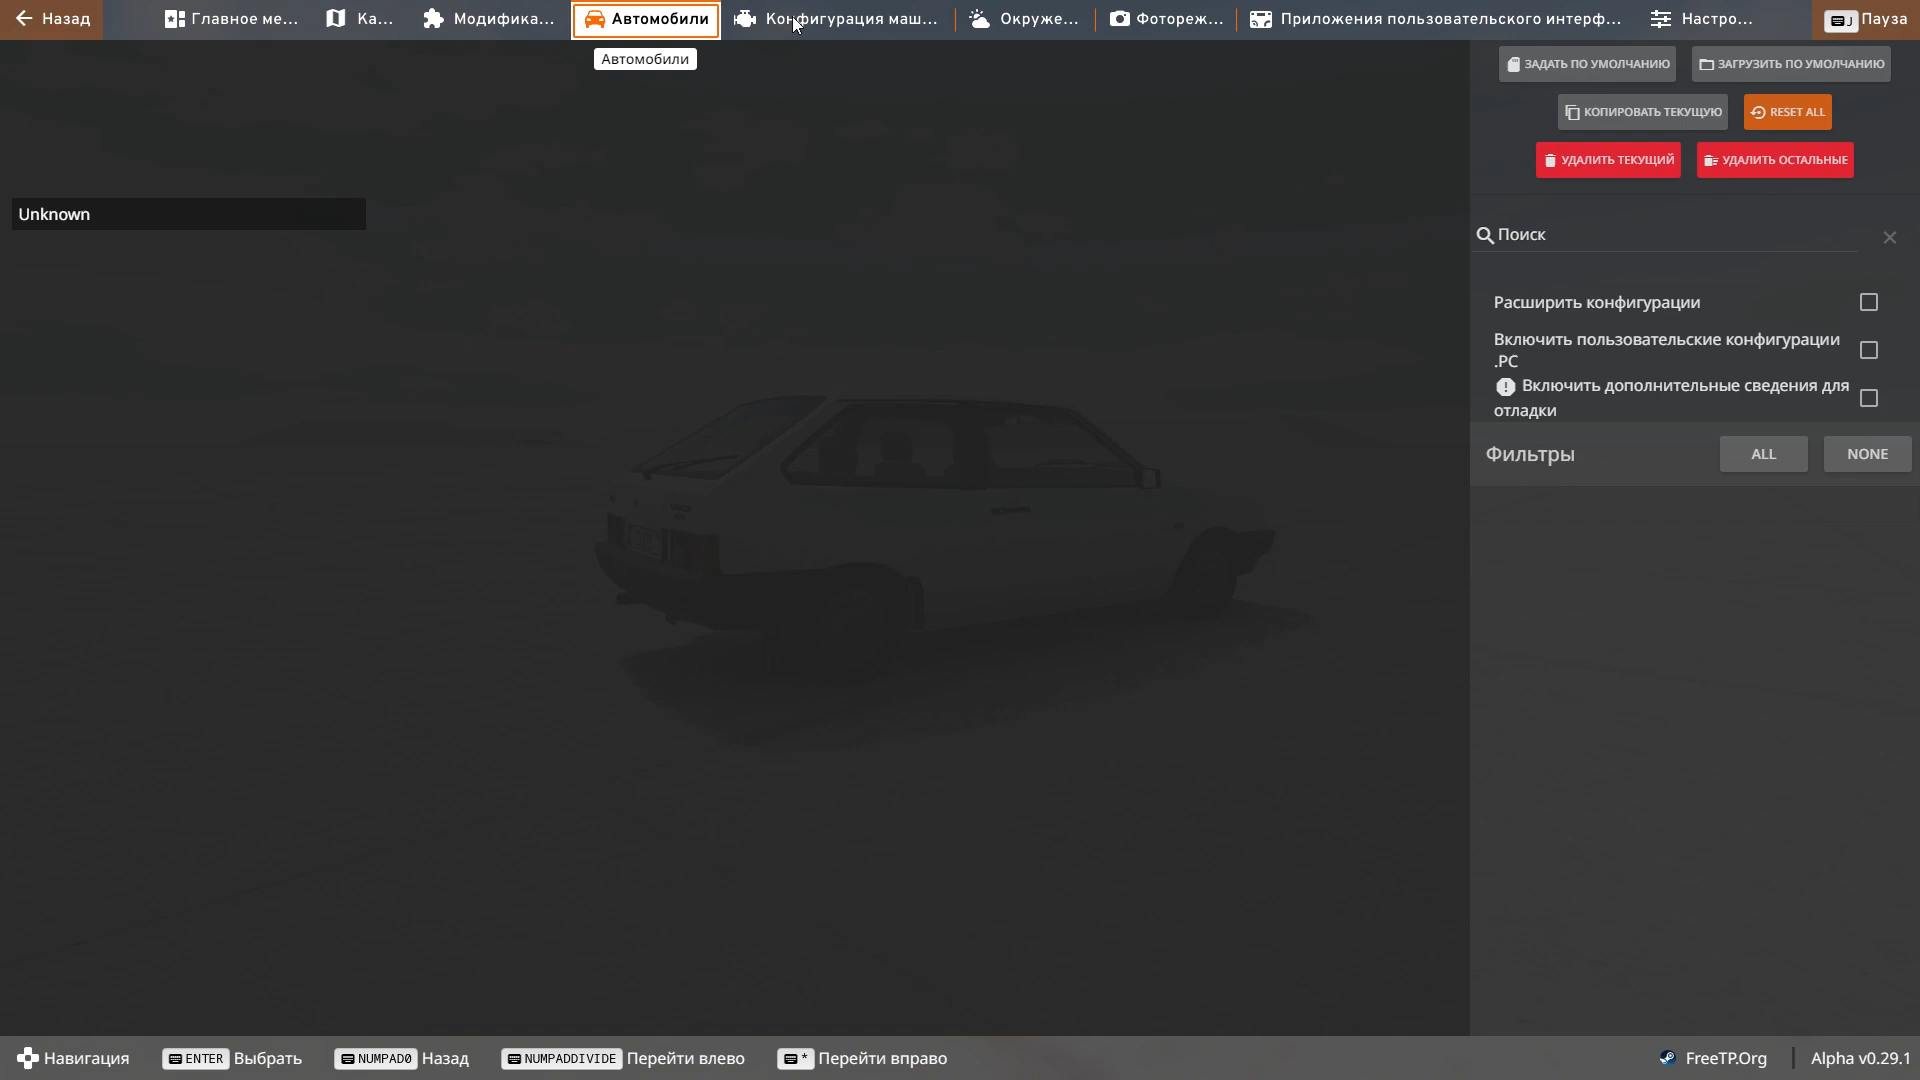 Назад
Главное ме...
Ка...
Модифика...
Автомобили
Конфигурация маш...
Окруже...
Фотореж...
Приложения пользовательского интерф...
Настро...
J Пауза
Автомобили
ЗАДАТЬ ПО УМОЛЧАНИЮ
ЗАГРУЗИТЬ ПО УМОЛЧАНИЮ
КОПИРОВАТЬ ТЕКУЩУЮ
RESET ALL
УДАЛИТЬ ТЕКУЩИЙ
УДАЛИТЬ ОСТАЛЬНЫЕ
Unknown
Поиск
Расширить конфигурации
Включить пользовательские конфигурации
.PC
Включить дополнительные сведения для
отладки
Фильтры
ALL
NONE
Навигация
ENTER Выбрать
NUMPAD0 Назад
NUMPADDIVIDE Перейти влево
* Перейти вправо
FreeTP.Org
Alpha v0.29.1